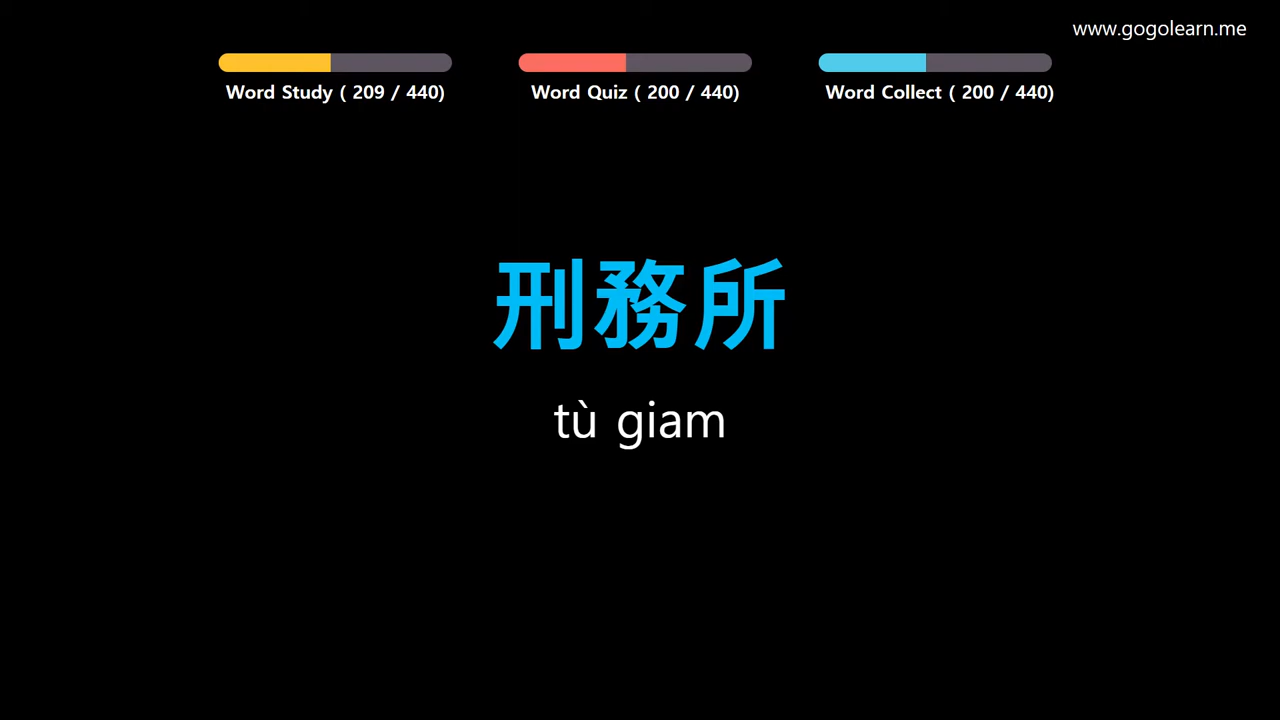 www.gogolearn.me
Word Study ( 209 / 440)
Word Quiz ( 200 / 440)
Word Collect ( 200 / 440)
刑務所
tù giam